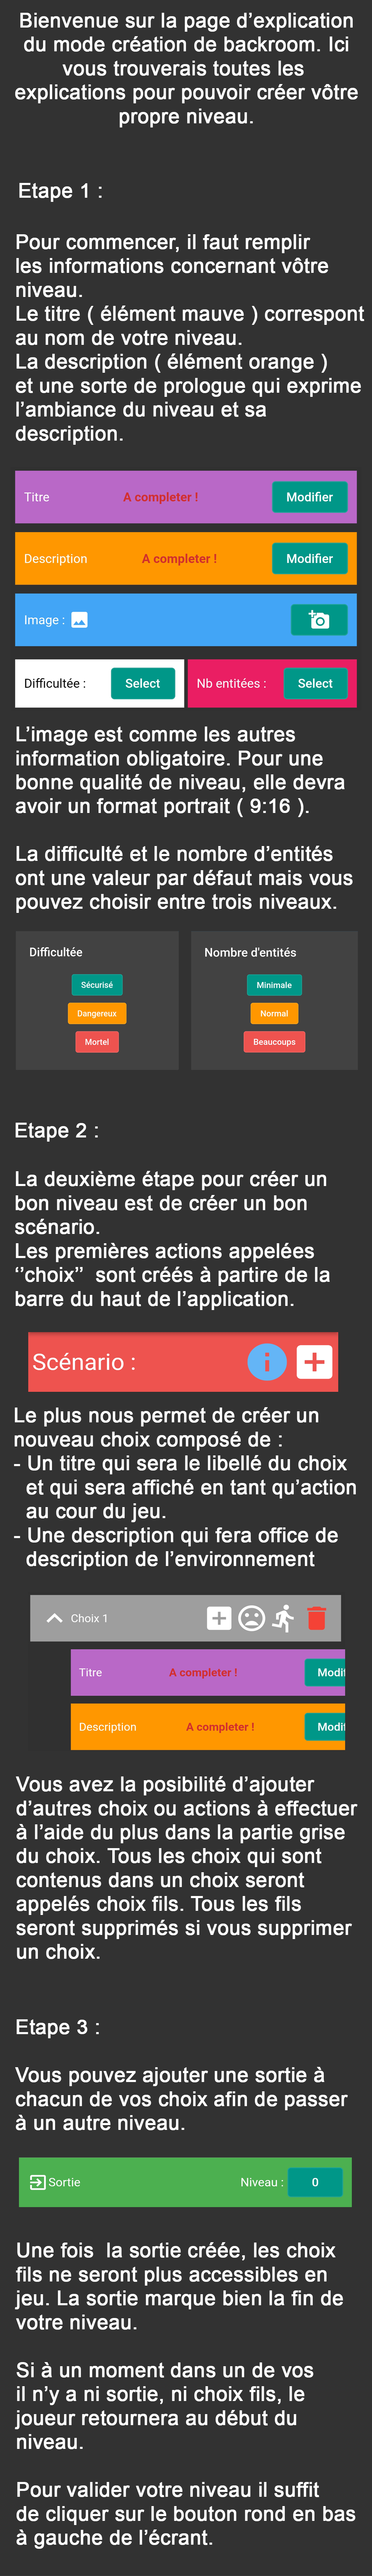 Bienvenue sur la page d’explication
du mode création de backroom. Ici
vous trouverais toutes les
explications pour pouvoir créer vôtre
propre niveau.
Etape 1 :
Pour commencer, il faut remplir
les informations concernant vôtre
niveau.
Le titre ( élément mauve ) correspont
au nom de votre niveau.
La description ( élément orange )
et une sorte de prologue qui exprime
l’ambiance du niveau et sa
description.
Titre A completer ! Modifier
Description A completer ! Modifier
Image :
Difficultée : Select Nb entitées : Select
L’image est comme les autres
information obligatoire. Pour une
bonne qualité de niveau, elle devra
avoir un format portrait ( 9:16 ).
La difficulté et le nombre d’entités
ont une valeur par défaut mais vous
pouvez choisir entre trois niveaux.
Difficultée
Sécurisé
Dangereux
Mortel
Nombre d'entités
Minimale
Normal
Beaucoups
Etape 2 :
La deuxième étape pour créer un
bon niveau est de créer un bon
scénario.
Les premières actions appelées
‘’choix’’ sont créés à partire de la
barre du haut de l’application.
Scénario :
Le plus nous permet de créer un
nouveau choix composé de :
- Un titre qui sera le libellé du choix
et qui sera affiché en tant qu’action
au cour du jeu.
- Une description qui fera office de
description de l’environnement
Choix 1
Titre A completer ! Modif
Description A completer ! Modif
Vous avez la posibilité d’ajouter
d’autres choix ou actions à effectuer
à l’aide du plus dans la partie grise
du choix. Tous les choix qui sont
contenus dans un choix seront
appelés choix fils. Tous les fils
seront supprimés si vous supprimer
un choix.
Etape 3 :
Vous pouvez ajouter une sortie à
chacun de vos choix afin de passer
à un autre niveau.
Sortie Niveau : 0
Une fois la sortie créée, les choix
fils ne seront plus accessibles en
jeu. La sortie marque bien la fin de
votre niveau.
Si à un moment dans un de vos
il n’y a ni sortie, ni choix fils, le
joueur retournera au début du
niveau.
Pour valider votre niveau il suffit
de cliquer sur le bouton rond en bas
à gauche de l’écrant.